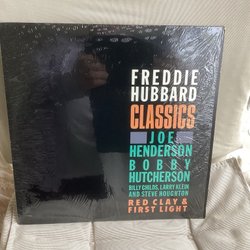 FREDDIE
HUBBARD
CLASSICS
JOE
HENDERSON
BOBBY
HUTCHERSON
BILLY CHILDS, LARRY KLEIN
AND STEVE HOUGHTON
RED CLAY &
FIRST LIGHT